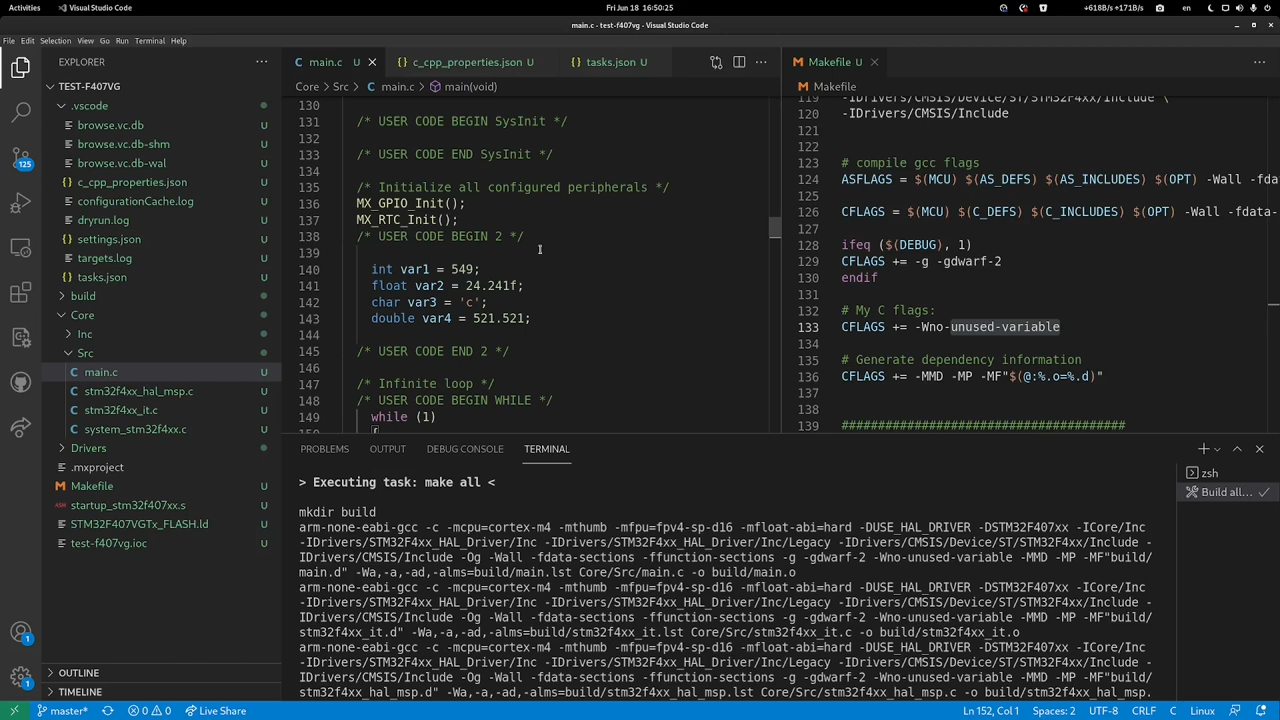 Activities
Visual Studio Code
Fri Jun 18 16:50:25
+618B/s +171B/s
en
main.c - test-f407vg - Visual Studio Code
File Edit Selection View Go Run Terminal Help
EXPLORER
TEST-F407VG
.vscode
browse.vc.db U
browse.vc.db-shm U
browse.vc.db-wal U
c_cpp_properties.json U
configurationCache.log U
dryrun.log U
settings.json U
targets.log U
tasks.json U
build
Core
Inc
Src
main.c U
stm32f4xx_hal_msp.c U
stm32f4xx_it.c U
system_stm32f4xx.c U
Drivers
.mxproject U
Makefile U
startup_stm32f407xx.s U
STM32F407VGTx_FLASH.ld U
test-f407vg.ioc U
OUTLINE
TIMELINE
125
1
1
main.c U
c_cpp_properties.json U
tasks.json U
Core > Src > main.c > main(void)
130
131 /* USER CODE BEGIN SysInit */
132
133 /* USER CODE END SysInit */
134
135 /* Initialize all configured peripherals */
136 MX_GPIO_Init();
137 MX_RTC_Init();
138 /* USER CODE BEGIN 2 */
139
140 int var1 = 549;
141 float var2 = 24.241f;
142 char var3 = 'c';
143 double var4 = 521.521;
144
145 /* USER CODE END 2 */
146
147 /* Infinite loop */
148 /* USER CODE BEGIN WHILE */
149 while (1)
Makefile U
Makefile
119 -IDrivers/CMSIS/Device/ST/STM32F4xx/Include \
120 -IDrivers/CMSIS/Include
121
122
123 # compile gcc flags
124 ASFLAGS = $(MCU) $(AS_DEFS) $(AS_INCLUDES) $(OPT) -Wall -fda
125
126 CFLAGS = $(MCU) $(C_DEFS) $(C_INCLUDES) $(OPT) -Wall -fdata-
127
128 ifeq ($(DEBUG), 1)
129 CFLAGS += -g -gdwarf-2
130 endif
131
132 # My C flags:
133 CFLAGS += -Wno-unused-variable
134
135 # Generate dependency information
136 CFLAGS += -MMD -MP -MF"$(@:%.o=%.d)"
137
138
139 #######################################
PROBLEMS OUTPUT DEBUG CONSOLE TERMINAL
zsh
Build all...
> Executing task: make all <
mkdir build
arm-none-eabi-gcc -c -mcpu=cortex-m4 -mthumb -mfpu=fpv4-sp-d16 -mfloat-abi=hard -DUSE_HAL_DRIVER -DSTM32F407xx -ICore/Inc
-IDrivers/STM32F4xx_HAL_Driver/Inc -IDrivers/STM32F4xx_HAL_Driver/Inc/Legacy -IDrivers/CMSIS/Device/ST/STM32F4xx/Include -
IDrivers/CMSIS/Include -Og -Wall -fdata-sections -ffunction-sections -g -gdwarf-2 -Wno-unused-variable -MMD -MP -MF"build/
main.d" -Wa,-a,-ad,-alms=build/main.lst Core/Src/main.c -o build/main.o
arm-none-eabi-gcc -c -mcpu=cortex-m4 -mthumb -mfpu=fpv4-sp-d16 -mfloat-abi=hard -DUSE_HAL_DRIVER -DSTM32F407xx -ICore/Inc
-IDrivers/STM32F4xx_HAL_Driver/Inc -IDrivers/STM32F4xx_HAL_Driver/Inc/Legacy -IDrivers/CMSIS/Device/ST/STM32F4xx/Include -
IDrivers/CMSIS/Include -Og -Wall -fdata-sections -ffunction-sections -g -gdwarf-2 -Wno-unused-variable -MMD -MP -MF"build/
stm32f4xx_it.d" -Wa,-a,-ad,-alms=build/stm32f4xx_it.lst Core/Src/stm32f4xx_it.c -o build/stm32f4xx_it.o
arm-none-eabi-gcc -c -mcpu=cortex-m4 -mthumb -mfpu=fpv4-sp-d16 -mfloat-abi=hard -DUSE_HAL_DRIVER -DSTM32F407xx -ICore/Inc
-IDrivers/STM32F4xx_HAL_Driver/Inc -IDrivers/STM32F4xx_HAL_Driver/Inc/Legacy -IDrivers/CMSIS/Device/ST/STM32F4xx/Include -
IDrivers/CMSIS/Include -Og -Wall -fdata-sections -ffunction-sections -g -gdwarf-2 -Wno-unused-variable -MMD -MP -MF"build/
stm32f4xx_hal_msp.d" -Wa,-a,-ad,-alms=build/stm32f4xx_hal_msp.lst Core/Src/stm32f4xx_hal_msp.c -o build/stm32f4xx_hal_msp.
master* 0 0 Live Share
Ln 152, Col 1 Spaces: 2 UTF-8 CRLF C Linux